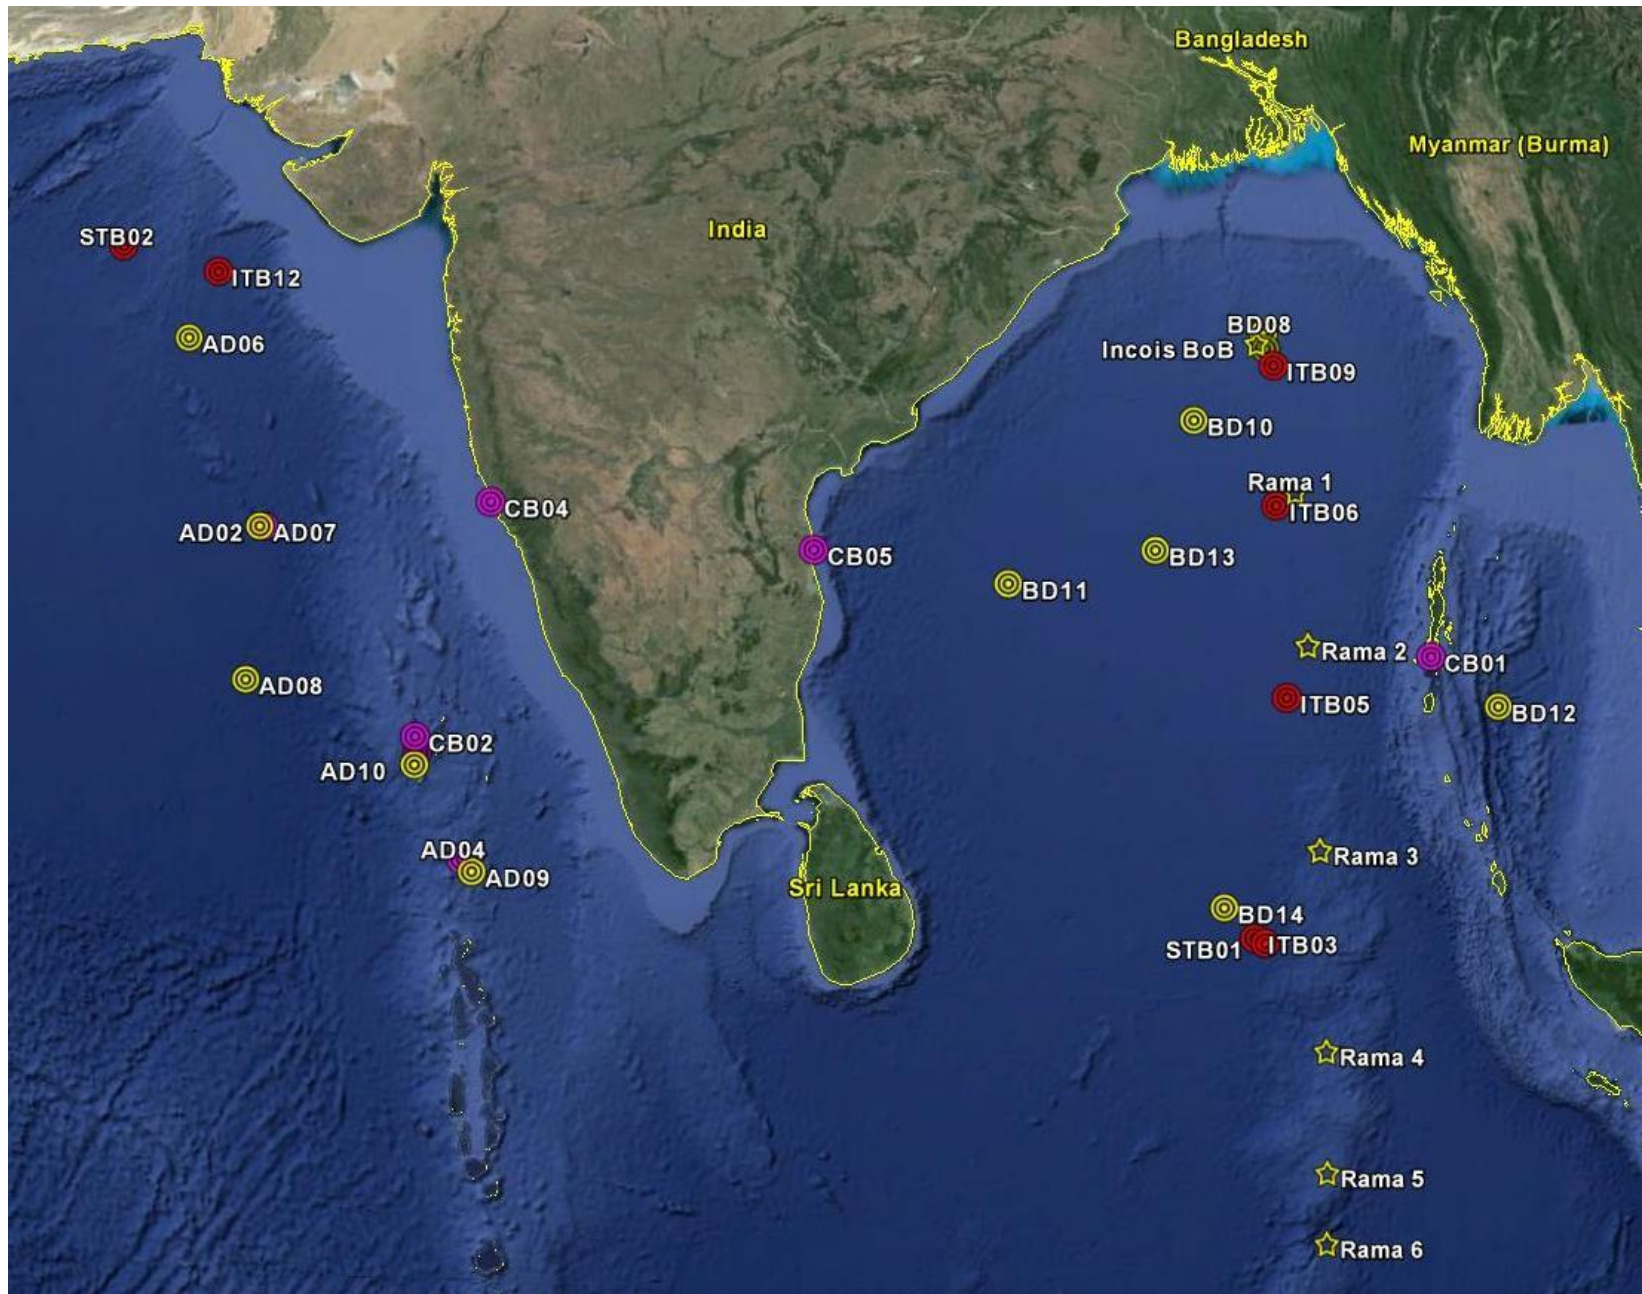 Bangladesh
Myanmar (Burma)
India
STB02
ITB12
BD08
AD06
Incois BoB
ITB09
BD10
Rama 1
CB04
ITB06
AD02
AD07
CB05
BD13
BD11
Rama 2
CB01
AD08
ITB05
BD12
CB02
AD10
AD04
Rama 3
AD09
Sri Lanka
BD14
STB01
ITB03
Rama 4
Rama 5
Rama 6